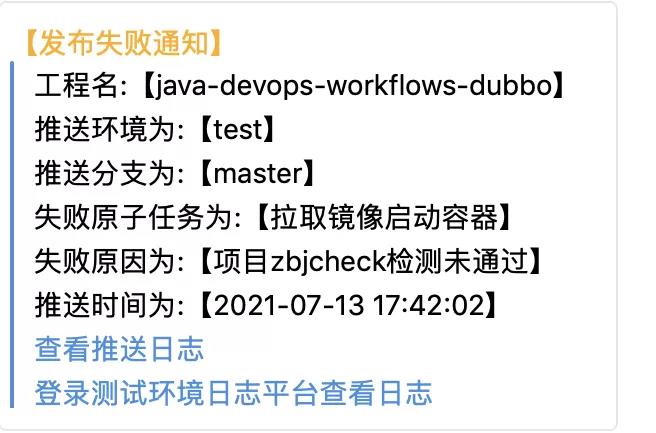 【发布失败通知】
工程名:【java-devops-workflows-dubbo】
推送环境为:【test】
推送分支为:【master】
失败原子任务为:【拉取镜像启动容器】
失败原因为:【项目zbjcheck检测未通过】
推送时间为:【2021-07-13 17:42:02】
查看推送日志
登录测试环境日志平台查看日志